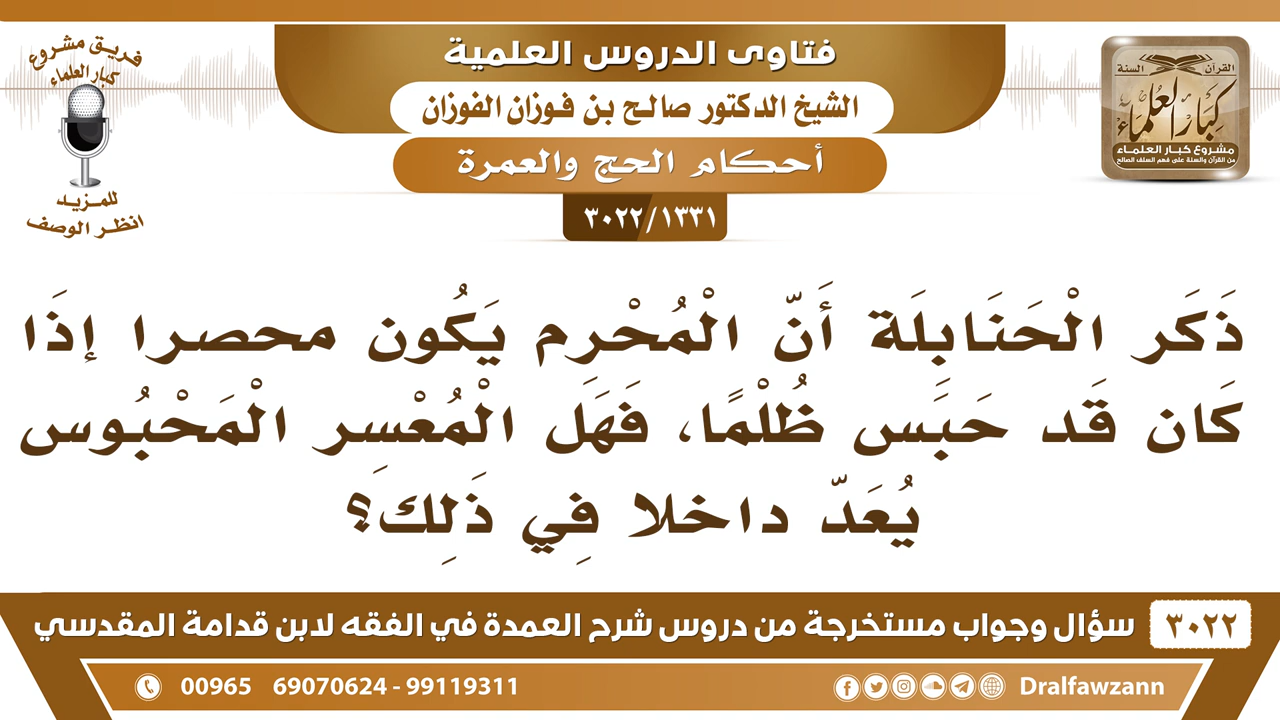 فتاوى الدروس العلمية
الشيخ الدكتور صالح بن فوزان الفوزان
أحكام الحج والعمرة
٣٠٢٢/١٣٣١
القرآن السنة
كبار العلماء
مشروع كبار العلماء
من القرآن والسنة على فهم السلف الصالح
فريق مشروع
كبار العلماء
للمزيد
انظر الوصف
ذَكَر الْحَنَابِلَة أَنّ الْمُحْرِم يَكُون محصرا إذَا
كَان قَد حَبَس ظُلْمًا، فَهَل الْمُعْسِر الْمَحْبُوس
يُعَدّ داخلا فِي ذَلِكَ؟
سؤال وجواب مستخرجة من دروس شرح العمدة في الفقه لابن قدامة المقدسي
٣٠٢٢
00965 69070624 - 99119311
Dralfawzann